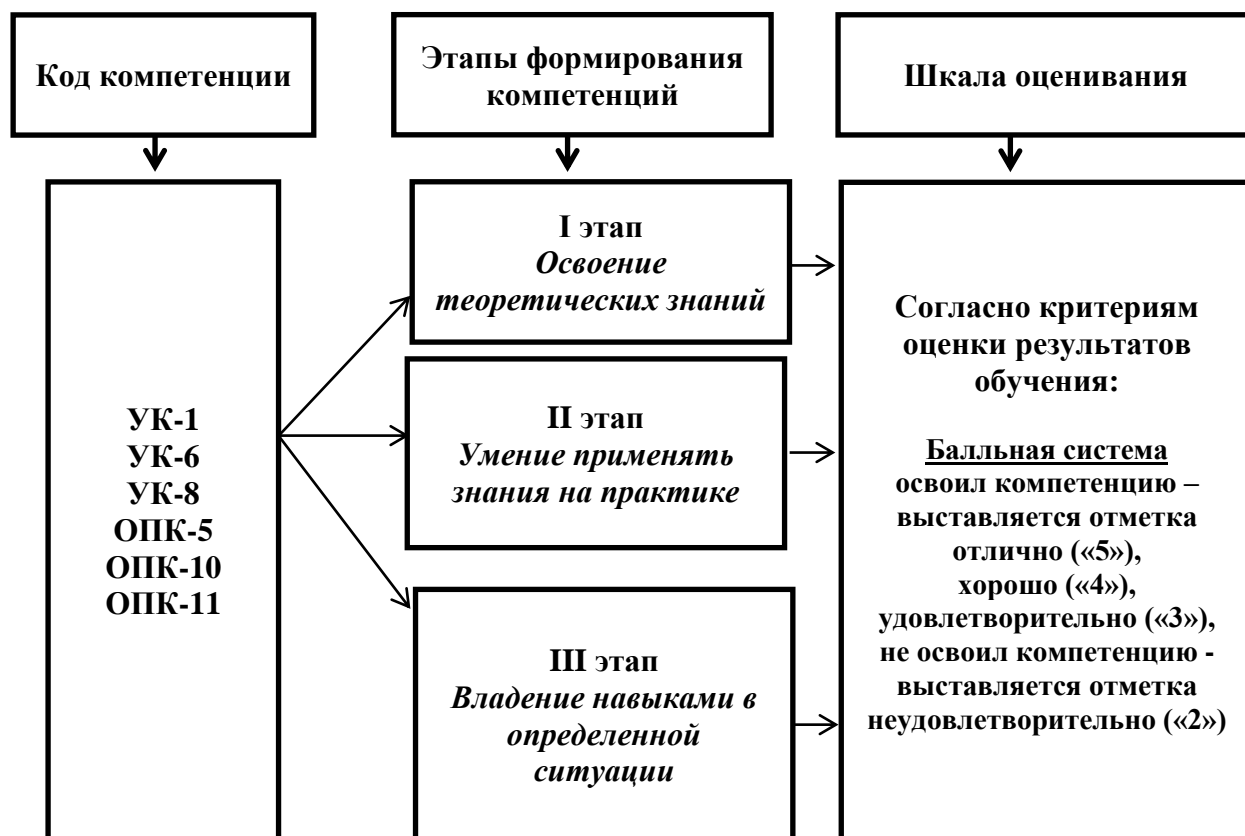 Код компетенции
Этапы формирования
компетенций
Шкала оценивания
УК-1
УК-6
УК-8
ОПК-5
ОПК-10
ОПК-11
I этап
Освоение
теоретических знаний
II этап
Умение применять
знания на практике
III этап
Владение навыками в
определенной
ситуации
Согласно критериям
оценки результатов
обучения:
Балльная система
освоил компетенцию –
выставляется отметка
отлично («5»),
хорошо («4»),
удовлетворительно («3»),
не освоил компетенцию -
выставляется отметка
неудовлетворительно («2»)